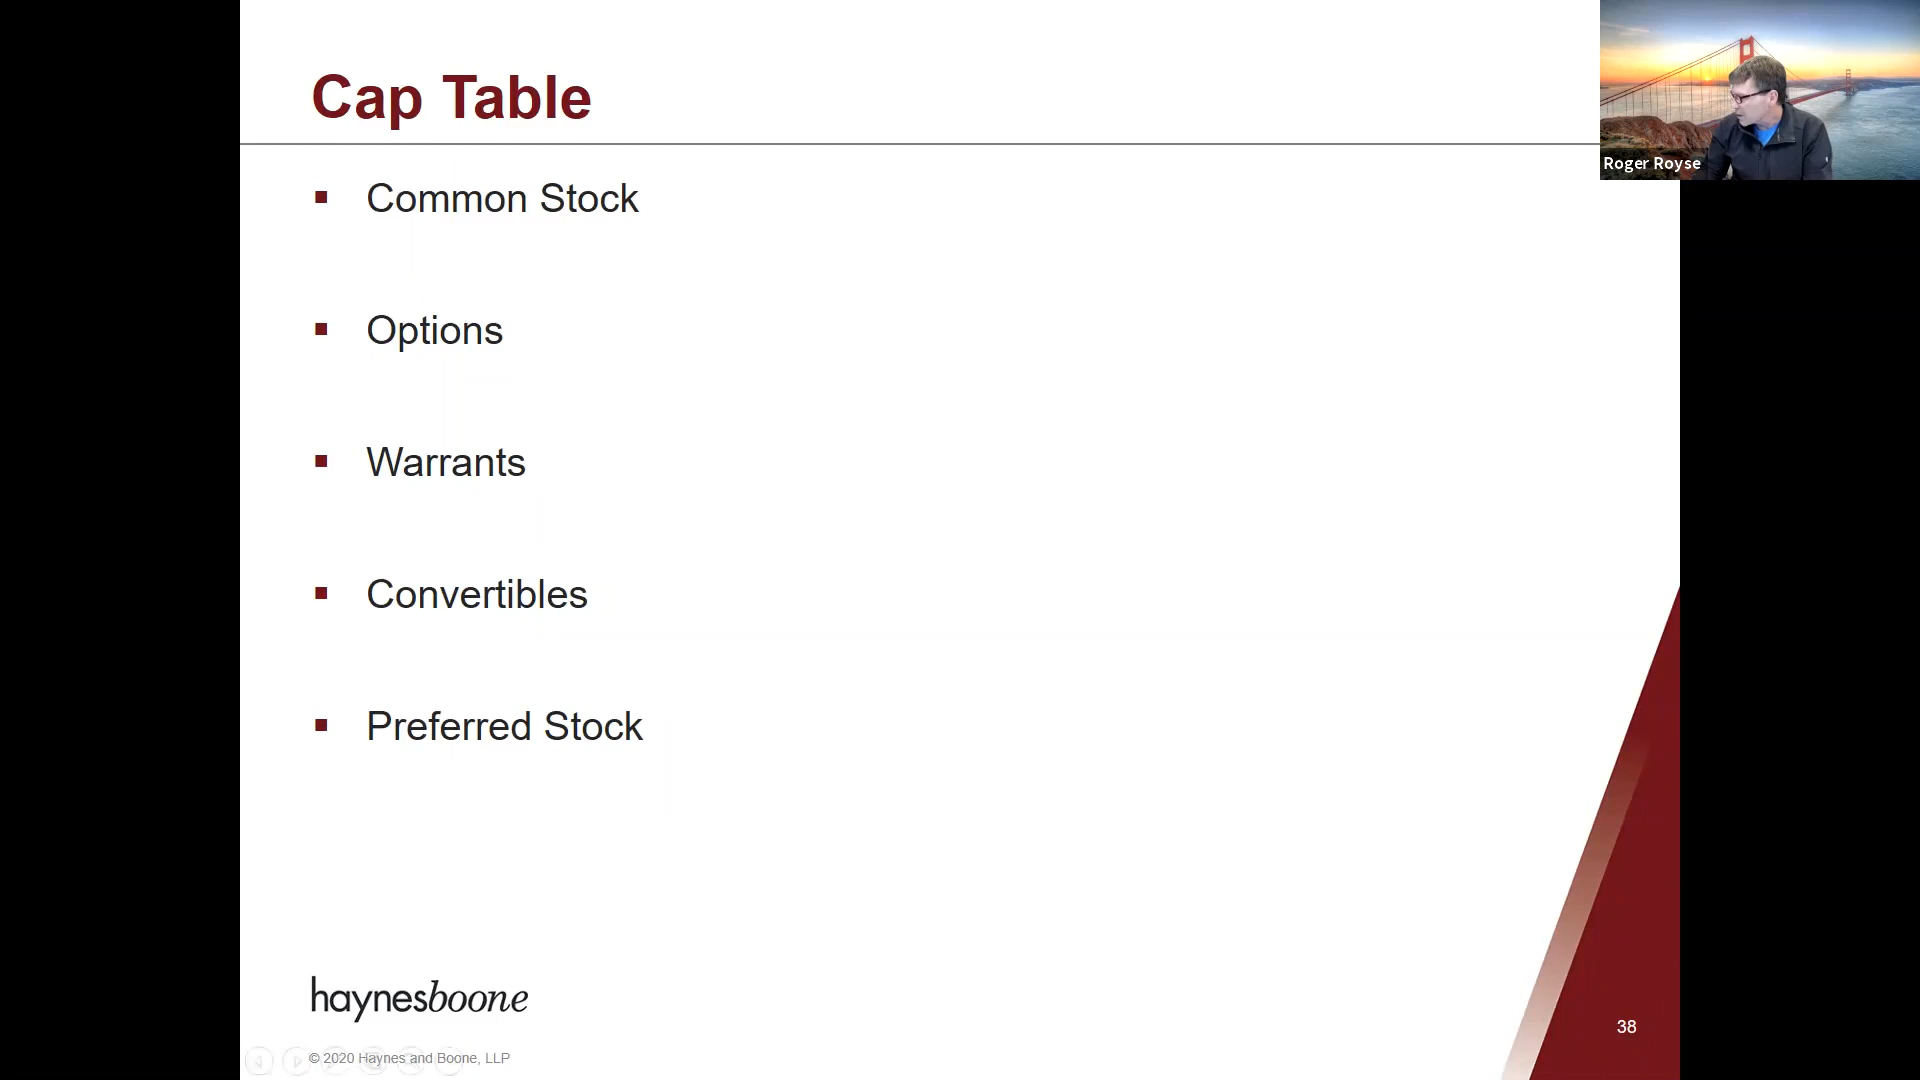 Cap Table
Roger Royse
Common Stock
Options
Warrants
Convertibles
Preferred Stock
haynesboone
38
© 2020 Haynes and Boone, LLP